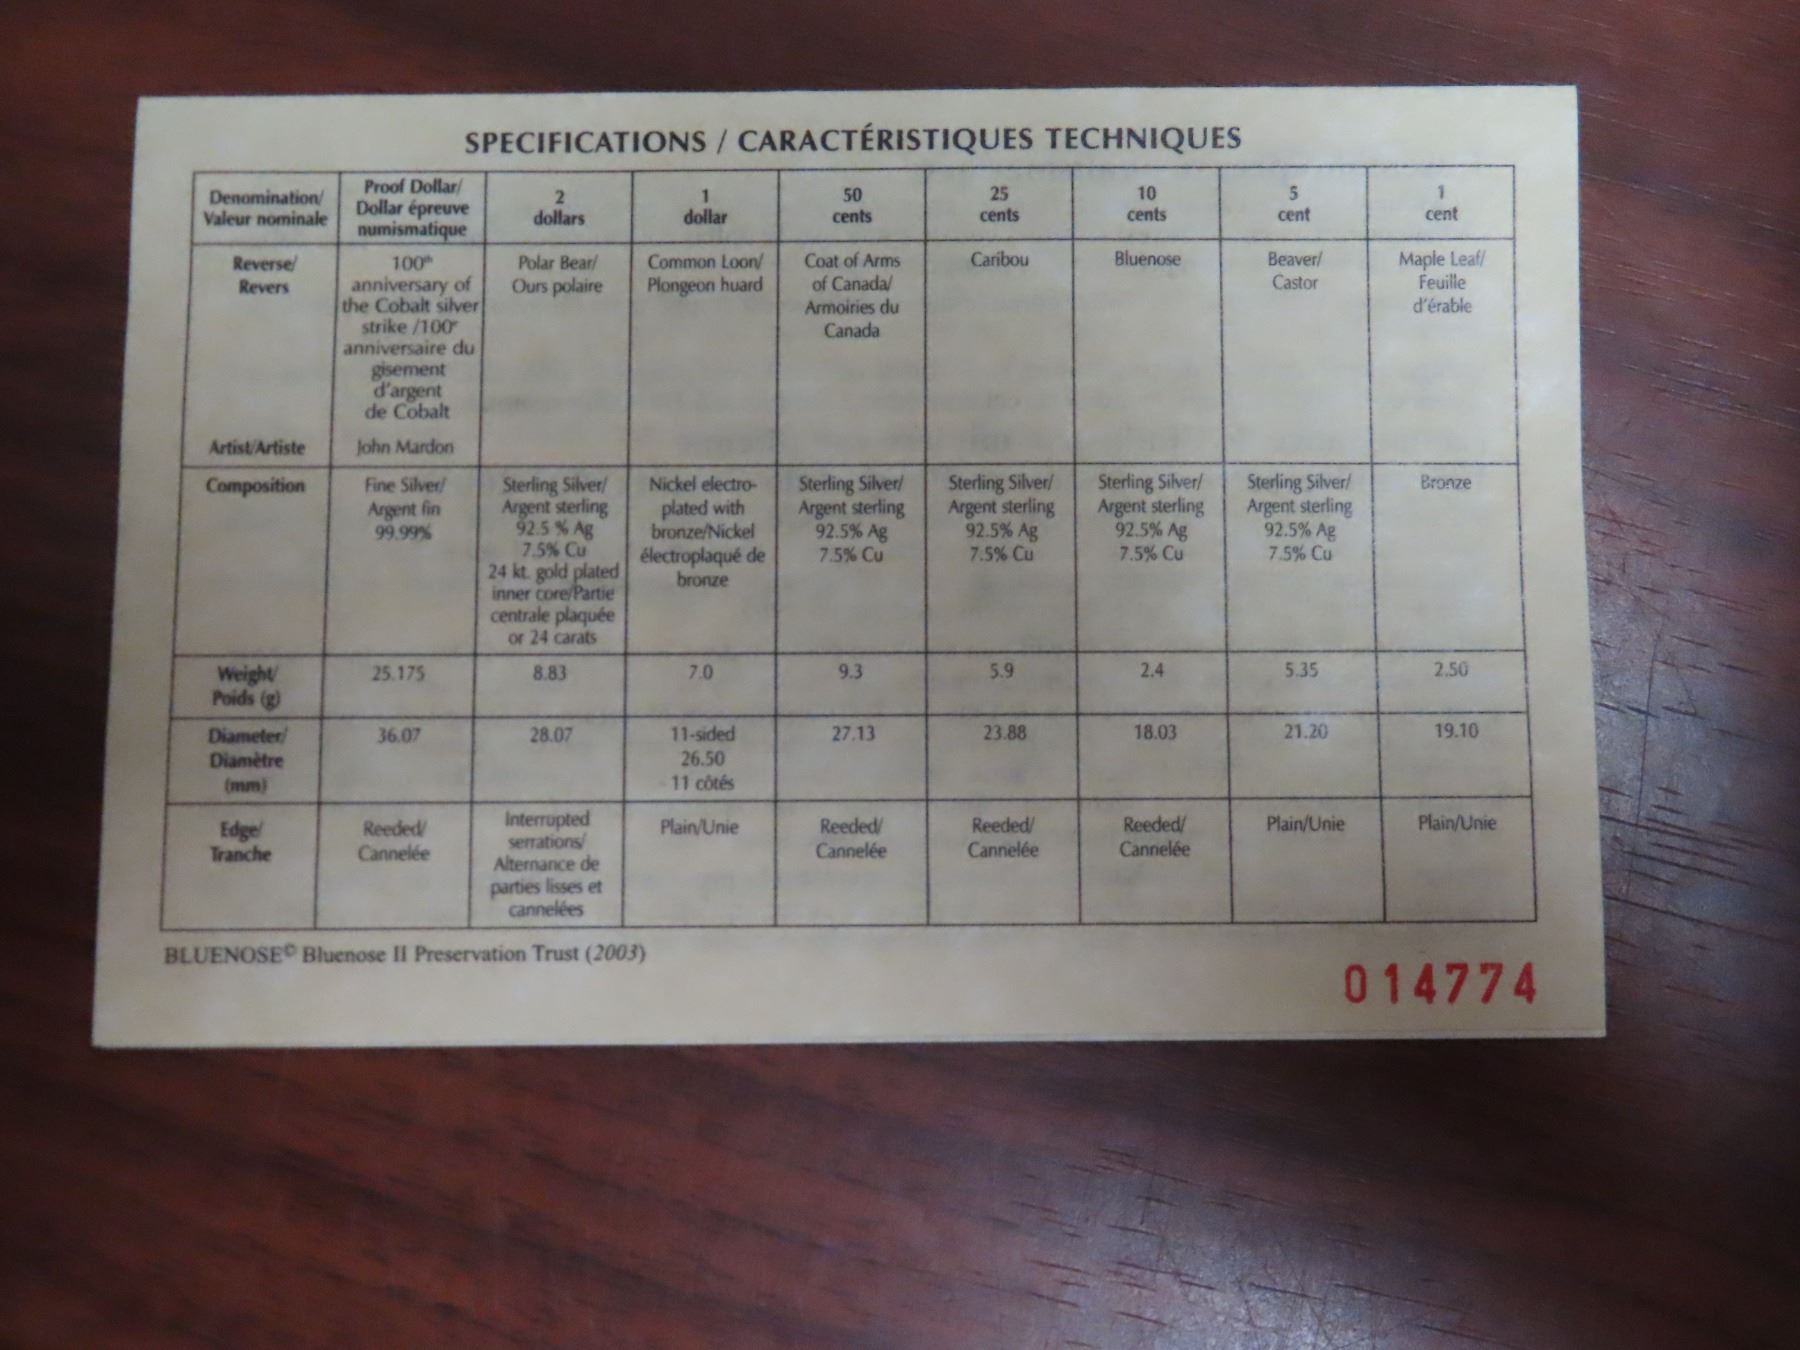 SPECIFICATIONS / CARACTÉRISTIQUES TECHNIQUES
Denomination/
Valeur nominale
Proof Dollar/
Dollar épreuve
numismatique
2
dollars
1
dollar
50
cents
25
cents
10
cents
5
cent
1
cent
Reverse/
Revers
100th
anniversary of
the Cobalt silver
strike /100e
anniversaire du
gisement
d'argent
de Cobalt
Polar Bear/
Ours polaire
Common Loon/
Plongeon huard
Coat of Arms
of Canada/
Armoiries du
Canada
Caribou
Bluenose
Beaver/
Castor
Maple Leaf/
Feuille
d'érable
Artist/Artiste
John Mardon
Composition
Fine Silver/
Argent fin
99.99%
Sterling Silver/
Argent sterling
92.5 % Ag
7.5% Cu
24 kt. gold plated
inner core/Partie
centrale plaquée
or 24 carats
Nickel electro-
plated with
bronze/Nickel
électroplaqué de
bronze
Sterling Silver/
Argent sterling
92.5% Ag
7.5% Cu
Sterling Silver/
Argent sterling
92.5% Ag
7.5% Cu
Sterling Silver/
Argent sterling
92.5% Ag
7.5% Cu
Sterling Silver/
Argent sterling
92.5% Ag
7.5% Cu
Bronze
Weight/
Poids (g)
25.175
8.83
7.0
9.3
5.9
2.4
5.35
2.50
Diameter/
Diamètre
(mm)
36.07
28.07
11-sided
26.50
11 côtés
27.13
23.88
18.03
21.20
19.10
Edge/
Tranche
Reeded/
Cannelée
Interrupted
serrations/
Alternance de
parties lisses et
cannelées
Plain/Unie
Reeded/
Cannelée
Reeded/
Cannelée
Reeded/
Cannelée
Plain/Unie
Plain/Unie
BLUENOSE© Bluenose II Preservation Trust (2003)
014774